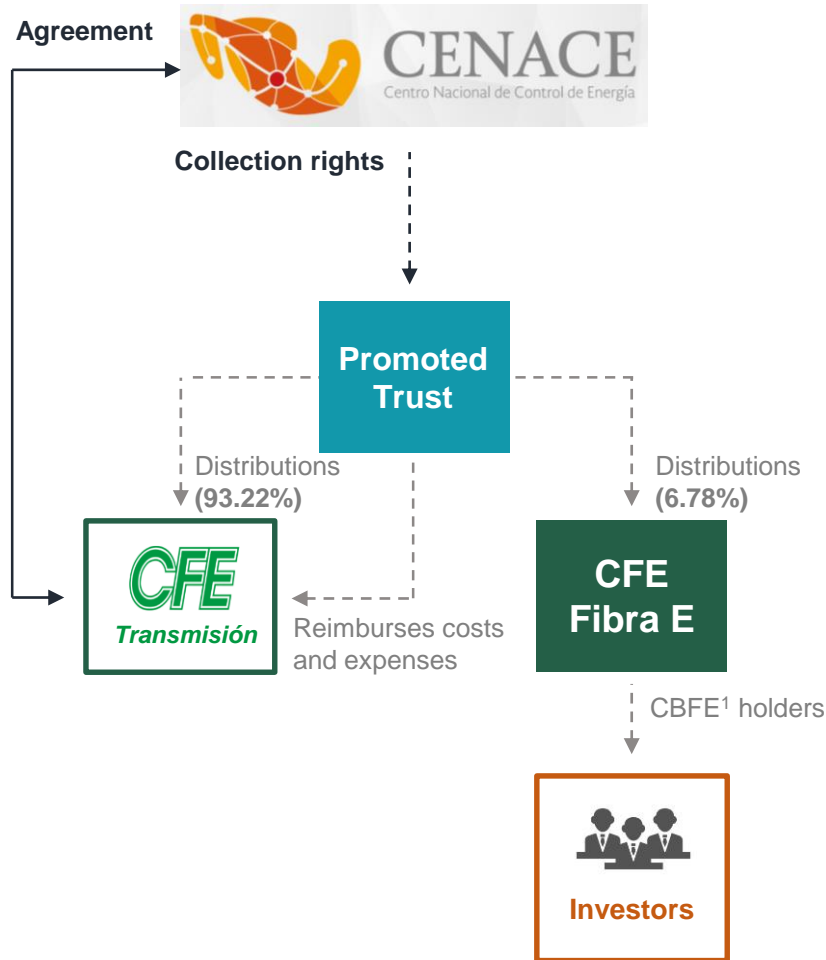 Agreement
CENACE
Centro Nacional de Control de Energía
Collection rights
Promoted
Trust
Distributions
(93.22%)
Distributions
(6.78%)
CFE
Transmisión
Reimburses costs
and expenses
CFE
Fibra E
CBFE¹ holders
Investors